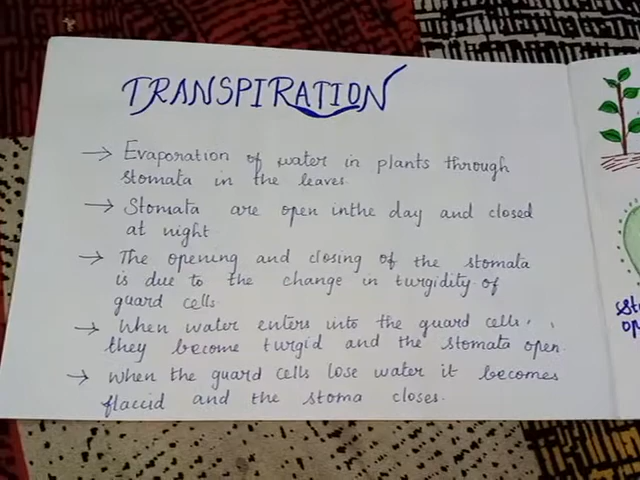 TRANSPIRATION
→ Evaporation of water in plants through
stomata in the leaves.
→ Stomata are open inthe day and closed
at night
→ The opening and closing of the stomata
is due to the change in turgidity of
guard cells.
→ When water enters into the guard cells,
they become turgid and the stomata open.
→ When the guard cells lose water it becomes
flaccid and the stoma closes.